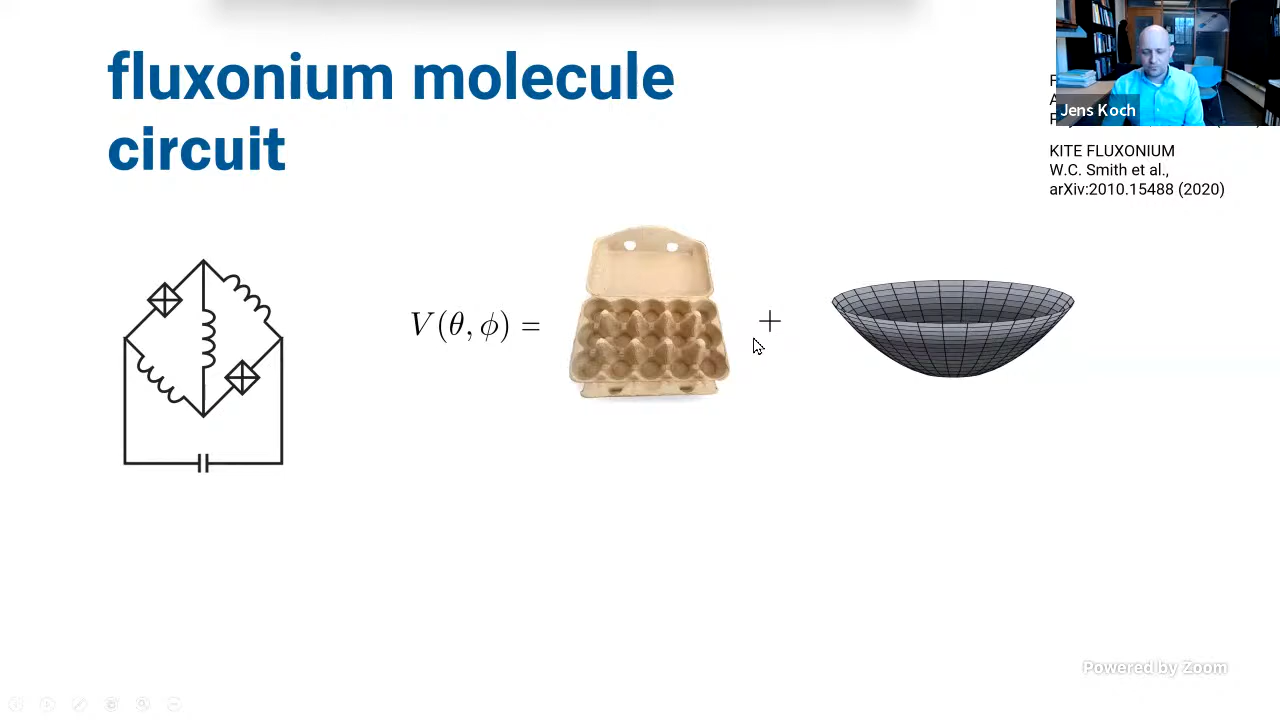 fluxonium molecule
circuit
Jens Koch
KITE FLUXONIUM
W.C. Smith et al.,
arXiv:2010.15488 (2020)
V(θ, ϕ) =
+
Powered by Zoom